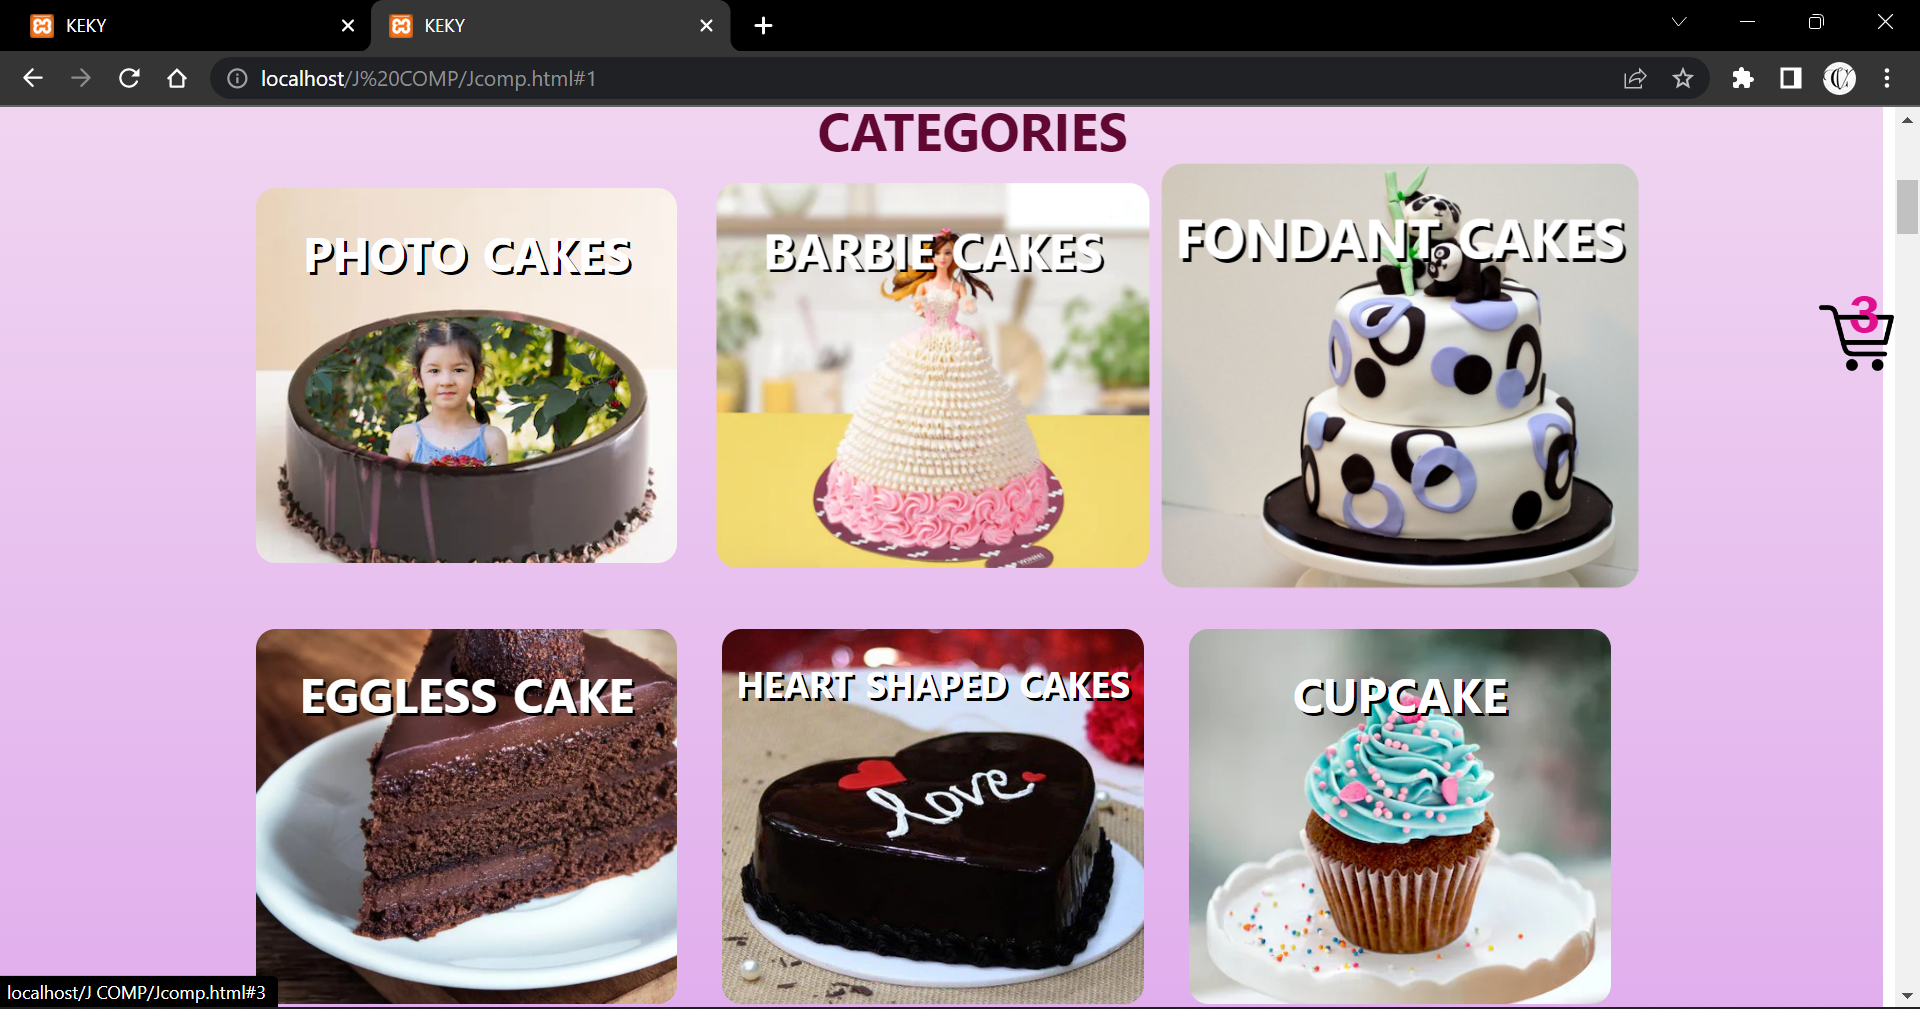 KEKY
KEKY
localhost/J%20COMP/Jcomp.html#1
CATEGORIES
PHOTO CAKES
BARBIE CAKES
FONDANT CAKES
3
EGGLESS CAKE
HEART SHAPED CAKES
love
CUPCAKE
localhost/J COMP/Jcomp.html#3